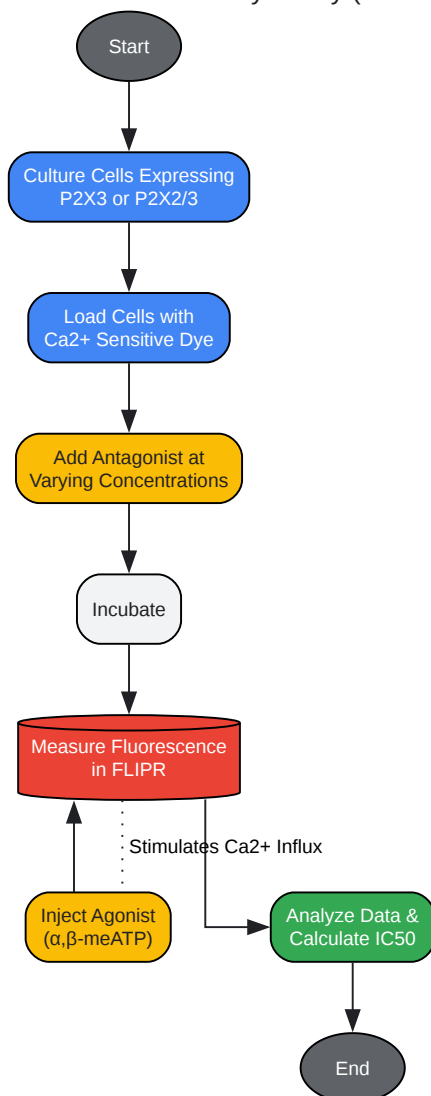 Start
Culture Cells Expressing
P2X3 or P2X2/3
Load Cells with
Ca2+ Sensitive Dye
Add Antagonist at
Varying Concentrations
Incubate
Measure Fluorescence
in FLIPR
Stimulates Ca2+ Influx
Inject Agonist
(α,β-meATP)
Analyze Data &
Calculate IC50
End